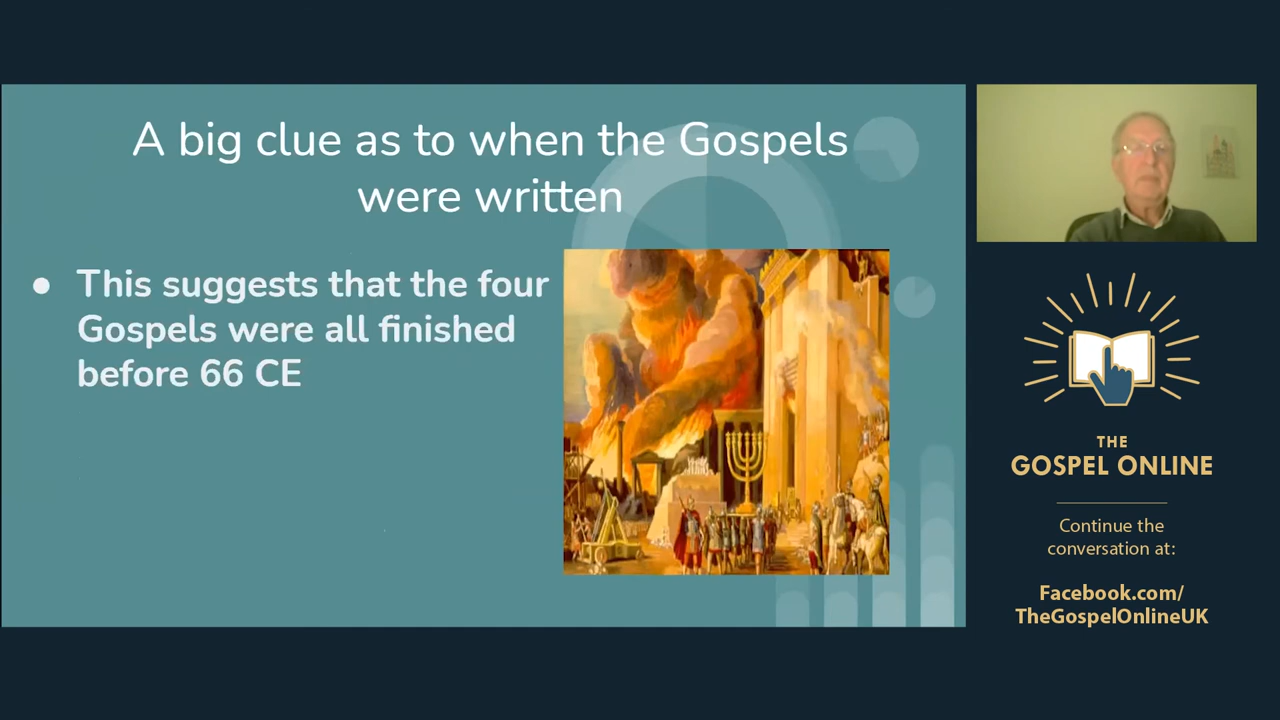 A big clue as to when the Gospels
were written
● This suggests that the four
Gospels were all finished
before 66 CE
THE
GOSPEL ONLINE
Continue the
conversation at:
Facebook.com/
TheGospelOnlineUK